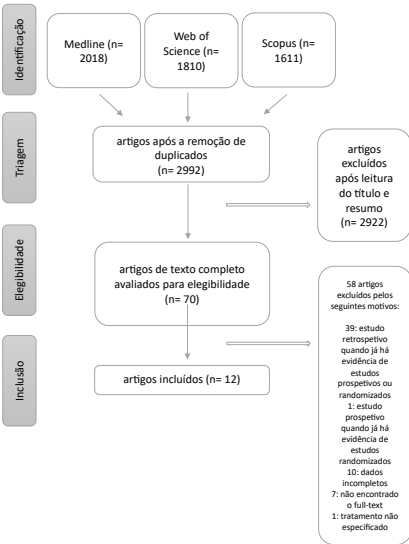 Identificação
Medline (n=
2018)
Web of
Science (n=
1810)
Scopus (n=
1611)
Triagem
artigos após a remoção de
duplicados
(n= 2992)
artigos
excluídos
após leitura
do título e
resumo
(n= 2922)
Elegibilidade
artigos de texto completo
avaliados para elegibilidade
(n= 70)
58 artigos
excluídos pelos
seguintes motivos:
39: estudo
retrospetivo
quando já há
evidência de
estudos
prospetivos ou
randomizados
1: estudo
prospetivo
quando já há
evidência de
estudos
randomizados
10: dados
incompletos
7: não encontrado
o full-text
1: tratamento não
especificado
Inclusão
artigos incluídos (n= 12)